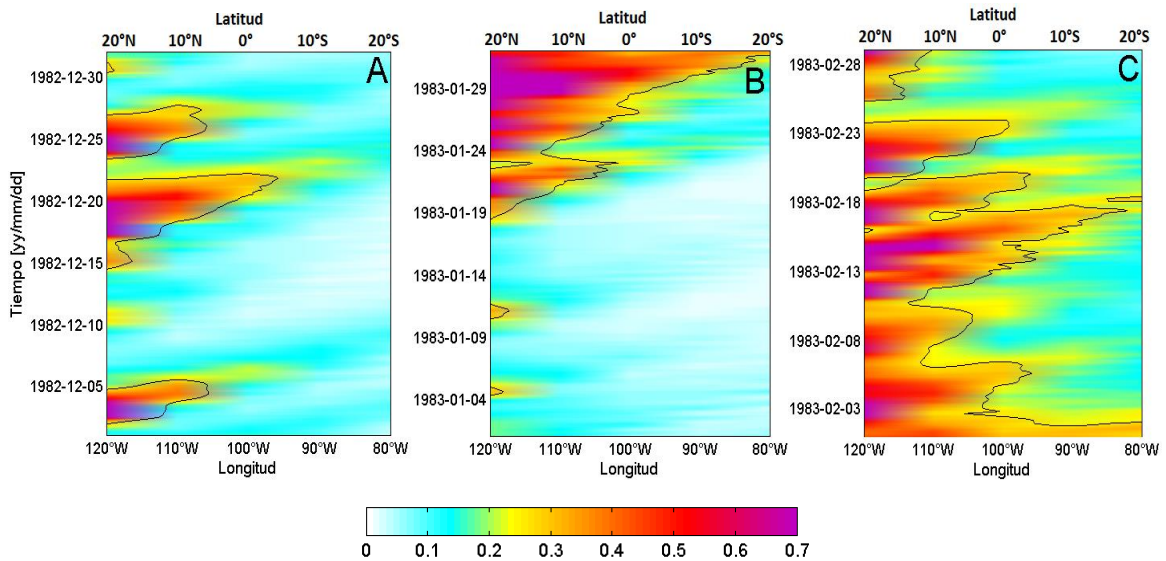 Latitud
20°N 10°N 0° 10°S 20°S
A
1982-12-30
1982-12-25
1982-12-20
1982-12-15
1982-12-10
1982-12-05
Tiempo [yy/mm/dd]
120°W 110°W 100°W 90°W 80°W
Longitud
Latitud
20°N 10°N 0° 10°S 20°S
B
1983-01-29
1983-01-24
1983-01-19
1983-01-14
1983-01-09
1983-01-04
120°W 110°W 100°W 90°W 80°W
Longitud
Latitud
20°N 10°N 0° 10°S 20°S
C
1983-02-28
1983-02-23
1983-02-18
1983-02-13
1983-02-08
1983-02-03
120°W 110°W 100°W 90°W 80°W
Longitud
0 0.1 0.2 0.3 0.4 0.5 0.6 0.7